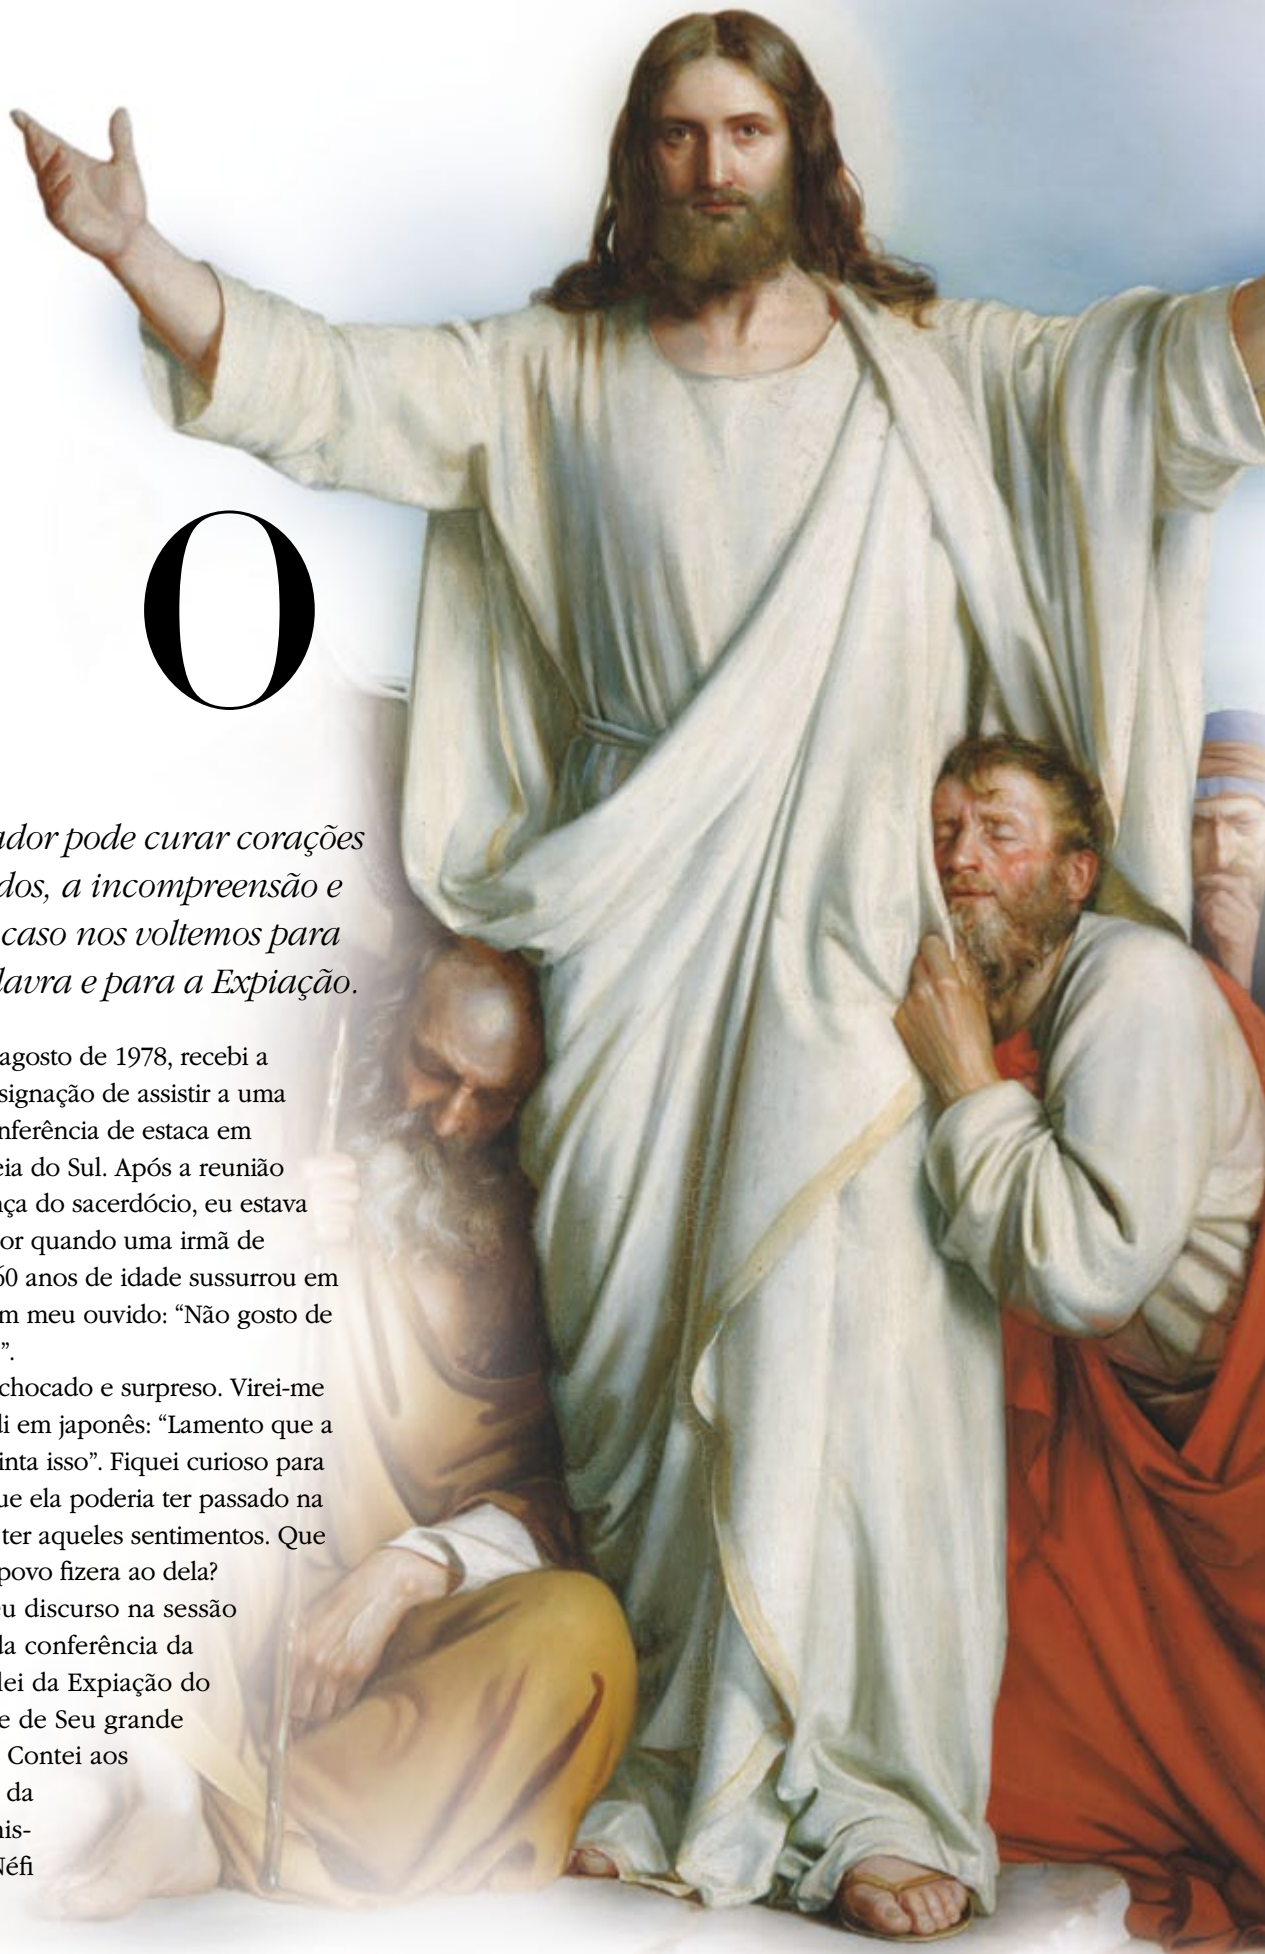 O
ador pode curar corações
dos, a incompreensão e
caso nos voltemos para
lavra e para a Expiação.
agosto de 1978, recebi a
signação de assistir a uma
nferência de estaca em
eia do Sul. Após a reunião
nça do sacerdócio, eu estava
or quando uma irmã de
60 anos de idade sussurrou em
m meu ouvido: “Não gosto de
”.
chocado e surpreso. Virei-me
di em japonês: “Lamento que a
inta isso”. Fiquei curioso para
ue ela poderia ter passado na
ter aqueles sentimentos. Que
povo fizera ao dela?
eu discurso na sessão
da conferência da
lei da Expiação do
e de Seu grande
Contei aos
da
nis-
Néfi